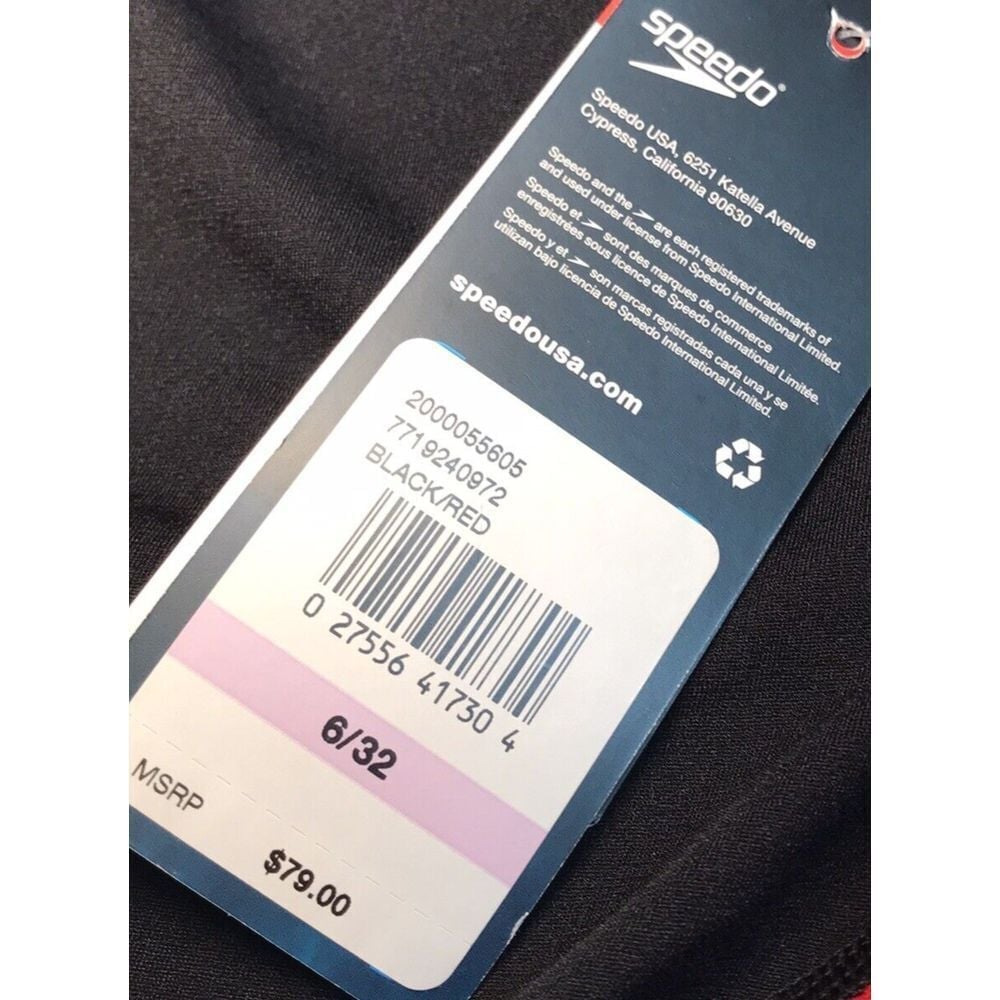 speedo®
Speedo USA, 6251 Katella Avenue
Cypress, California 90630
Speedo and the are each registered trademarks of
and used under license from Speedo International Limited.
Speedo et sont des marques de commerce
enregistrées sous licence de Speedo International Limitée.
Speedo y et son marcas registradas cada una y se
utilizan bajo licencia de Speedo International Limited.
speedousa.com
2000055605
7719240972
BLACK/RED
0 27556 41730 4
6/32
MSRP
$79.00